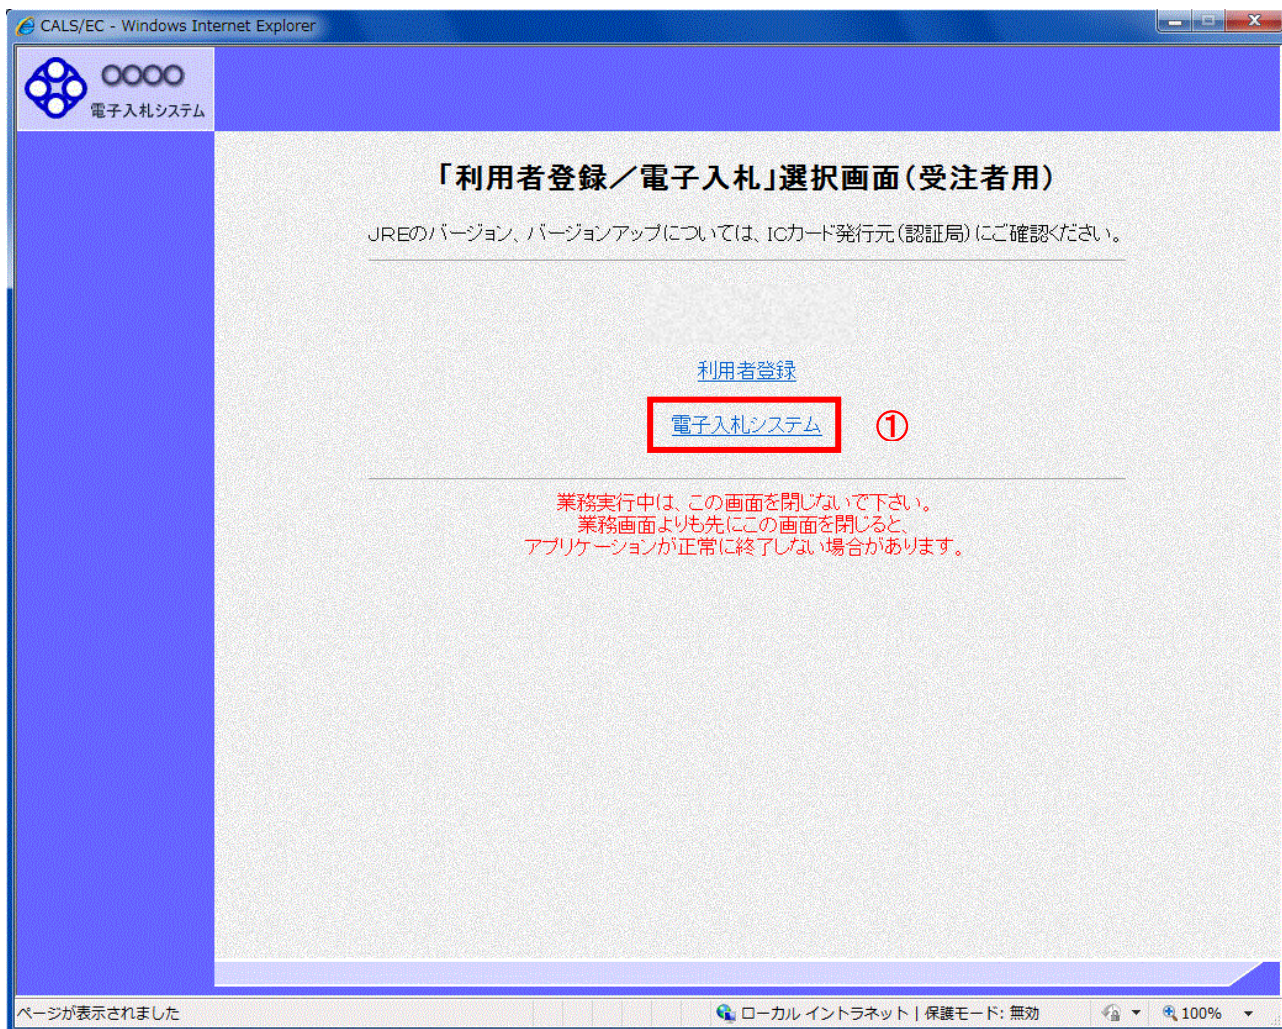 CALS/EC - Windows Internet Explorer
○○○○
電子入札システム
「利用者登録／電子入札」選択画面(受注者用)
JREのバージョン、バージョンアップについては、ICカード発行元(認証局)にご確認ください。
利用者登録
電子入札システム ①
業務実行中は、この画面を閉じないで下さい。
業務画面よりも先にこの画面を閉じると、
アプリケーションが正常に終了しない場合があります。
ページが表示されました ローカル イントラネット | 保護モード: 無効 100%